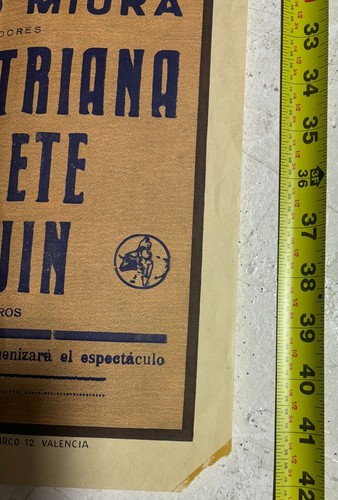 MIURA
DORES
TRIANA
ETE
UIN
ROS
enizará el espectáculo
ARCO 12 VALENCIA
33
34
35
3F
36
37
38
39
40
41
42